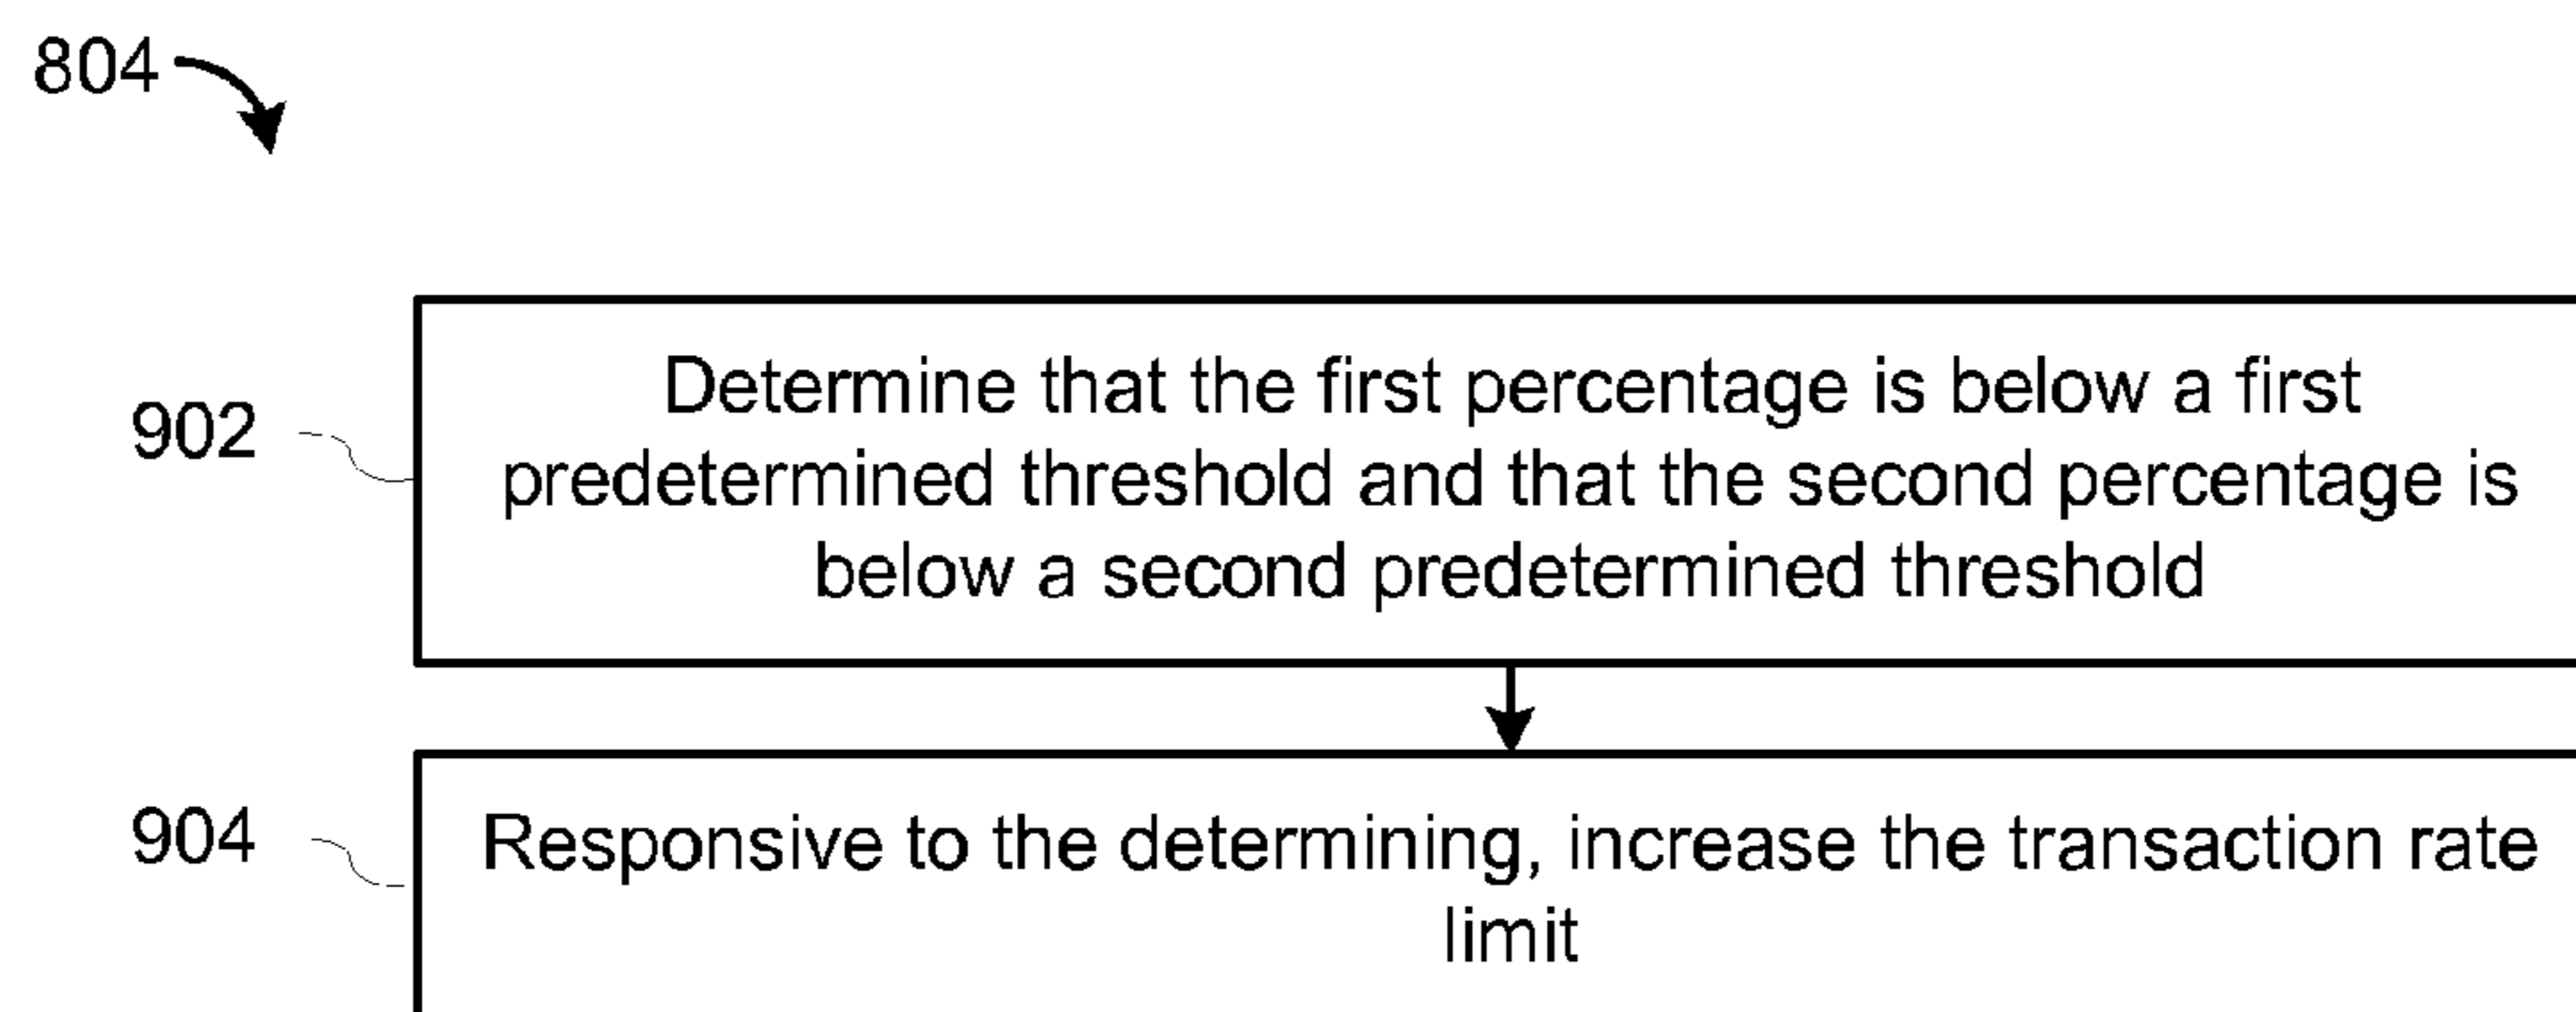 804
902
Determine that the first percentage is below a first
predetermined threshold and that the second percentage is
below a second predetermined threshold
904
Responsive to the determining, increase the transaction rate
limit